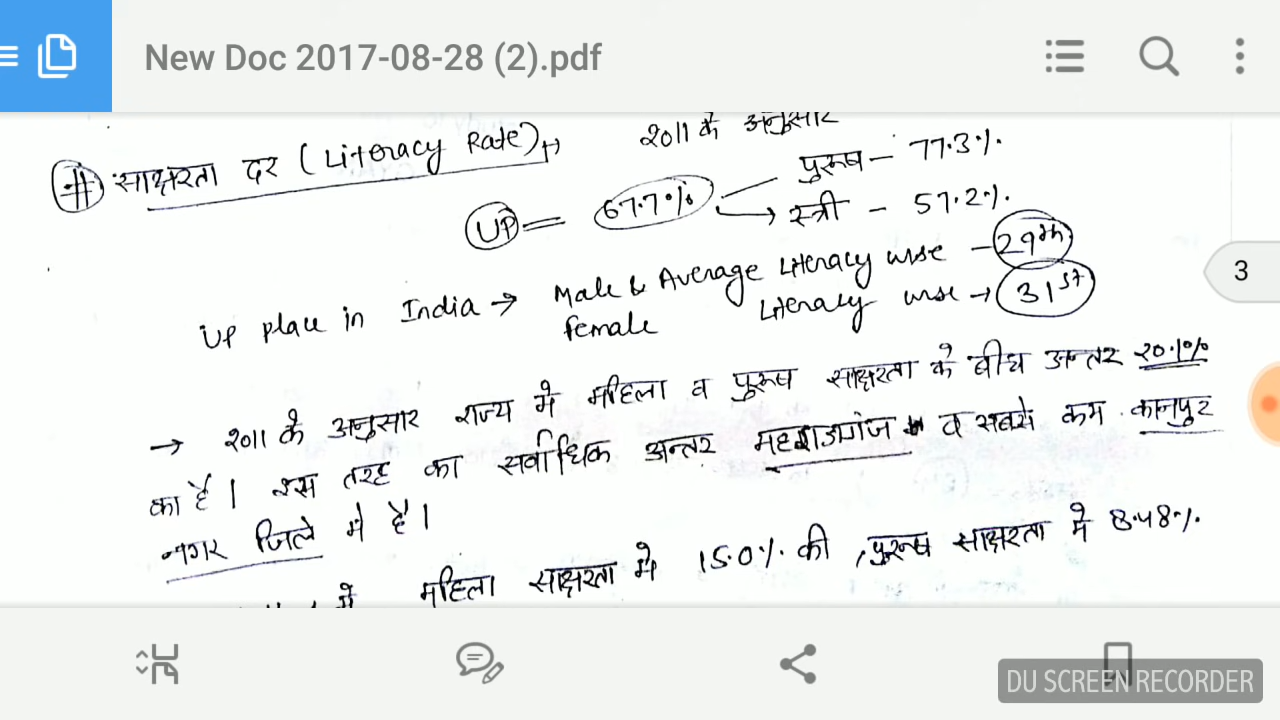 New Doc 2017-08-28 (2).pdf
# साक्षरता दर (Literacy Rate) → 2011 के अनुसार
UP = 67.7% पुरूष - 77.3%
→ स्त्री - 57.2%
UP place in India → Male & Average Literacy wise - 29th
female Literacy wise → 31st
3
→ 2011 के अनुसार राज्य मे महिला व पुरूष साक्षरता के बीच अन्तर 20.1%
का है। इस तरह का सर्वाधिक अन्तर महराजगंज व सबसे कम कानपुर
नगर जिले मे है।
मे महिला साक्षरता मे 15.0% की, पुरूष साक्षरता मे 8.48%
DU SCREEN RECORDER